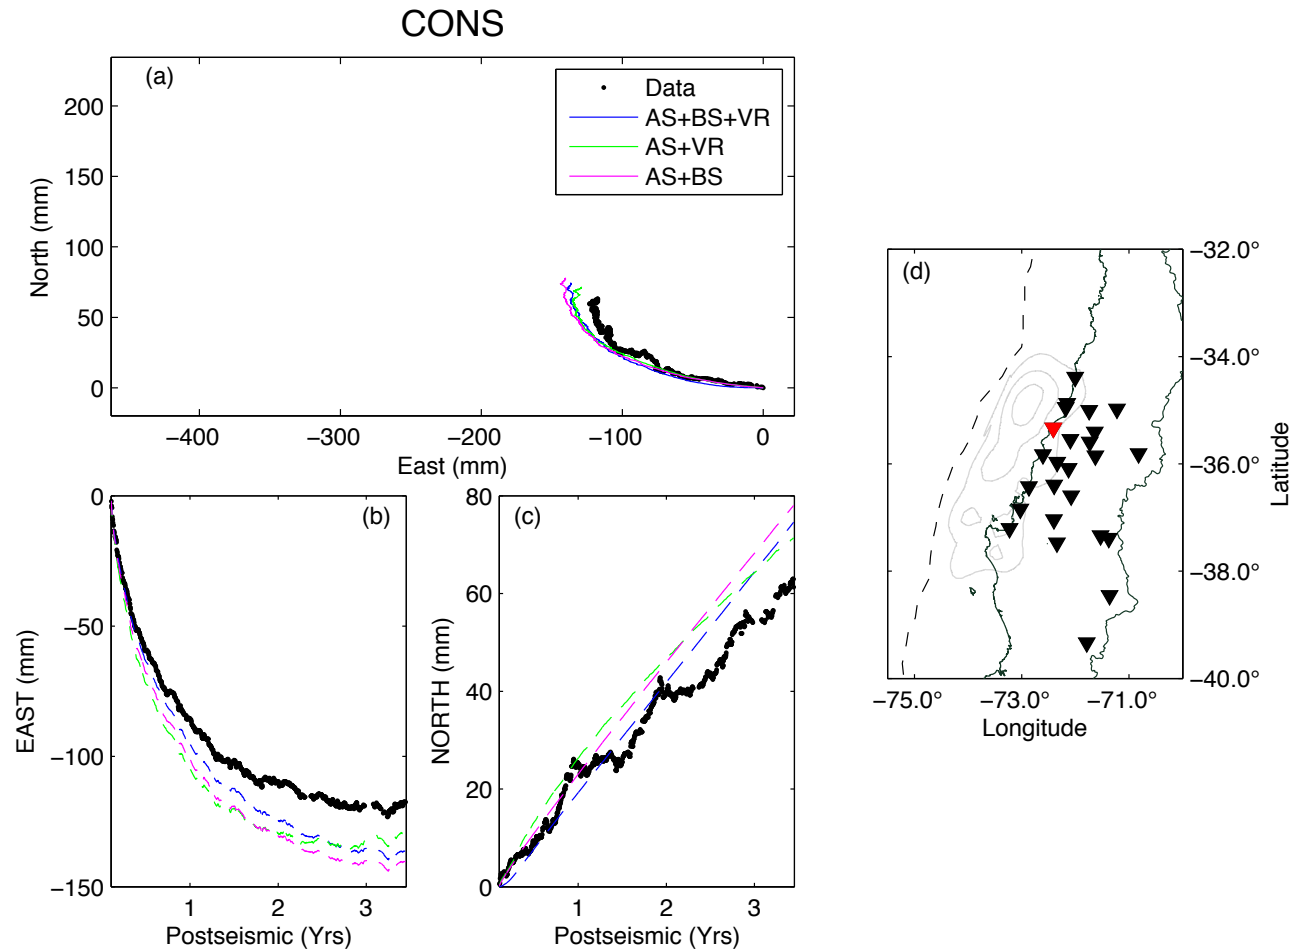 CONS
(a)
Data
AS+BS+VR
AS+VR
AS+BS
200
150
100
50
0
North (mm)
−400
−300
−200
−100
0
East (mm)
(b)
0
−50
−100
−150
EAST (mm)
1
2
3
Postseismic (Yrs)
(c)
80
60
40
20
0
NORTH (mm)
1
2
3
Postseismic (Yrs)
(d)
−32.0°
−34.0°
−36.0°
−38.0°
−40.0°
Latitude
−75.0°
−73.0°
−71.0°
Longitude